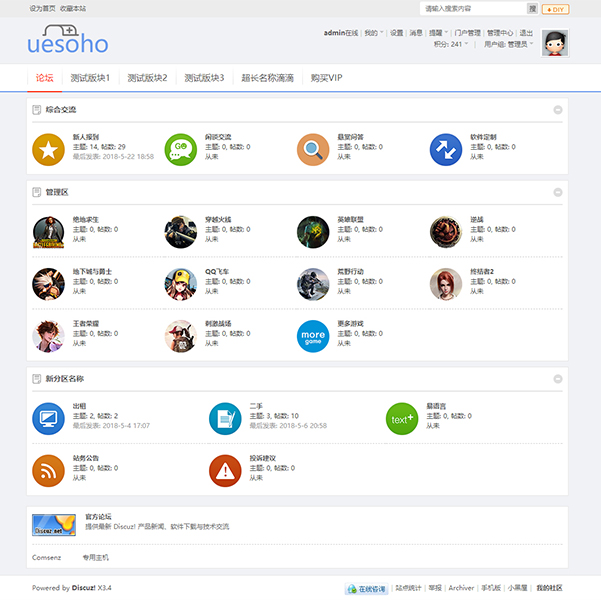 设为首页 收藏本站
请输入搜索内容 搜 DIY
uesoho
admin在线 | 我的 | 设置 | 消息 | 提醒 | 门户管理 | 管理中心 | 退出
积分: 241 | 用户组: 管理员
论坛 测试版块1 测试版块2 测试版块3 超长名称滴滴 购买VIP
综合交流
新人报到 闲谈交流 悬赏问答 软件定制
主题: 14, 帖数: 29 主题: 0, 帖数: 0 主题: 0, 帖数: 0 主题: 0, 帖数: 0
最后发表: 2018-5-22 18:58 从未 从未 从未
管理区
绝地求生 穿越火线 英雄联盟 逆战
主题: 0, 帖数: 0 主题: 0, 帖数: 0 主题: 0, 帖数: 0 主题: 0, 帖数: 0
从未 从未 从未 从未
地下城与勇士 QQ飞车 荒野行动 终结者2
主题: 0, 帖数: 0 主题: 0, 帖数: 0 主题: 0, 帖数: 0 主题: 0, 帖数: 0
从未 从未 从未 从未
王者荣耀 刺激战场 更多游戏
主题: 0, 帖数: 0 主题: 0, 帖数: 0 more game 主题: 0, 帖数: 0
从未 从未 从未
新分区名称
出租 二手 易语言
主题: 2, 帖数: 2 主题: 3, 帖数: 10 text+ 主题: 0, 帖数: 0
最后发表: 2018-5-4 17:07 最后发表: 2018-5-6 20:58 从未
站务公告 投诉建议
主题: 0, 帖数: 0 主题: 0, 帖数: 0
从未 从未
官方论坛
Discuz.net 提供最新 Discuz! 产品新闻、软件下载与技术交流
Comsenz 专用主机
Powered by Discuz! X3.4 在线咨询 | 站点统计 | 举报 | Archiver | 手机版 | 小黑屋 | 我的社区